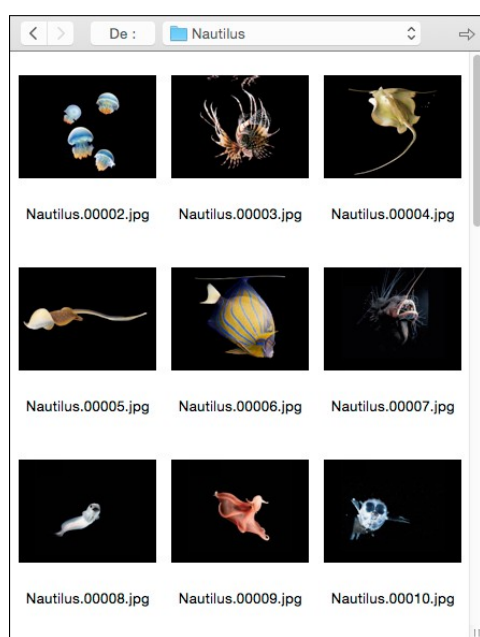 De :
Nautilus
Nautilus.00002.jpg
Nautilus.00003.jpg
Nautilus.00004.jpg
Nautilus.00005.jpg
Nautilus.00006.jpg
Nautilus.00007.jpg
Nautilus.00008.jpg
Nautilus.00009.jpg
Nautilus.00010.jpg